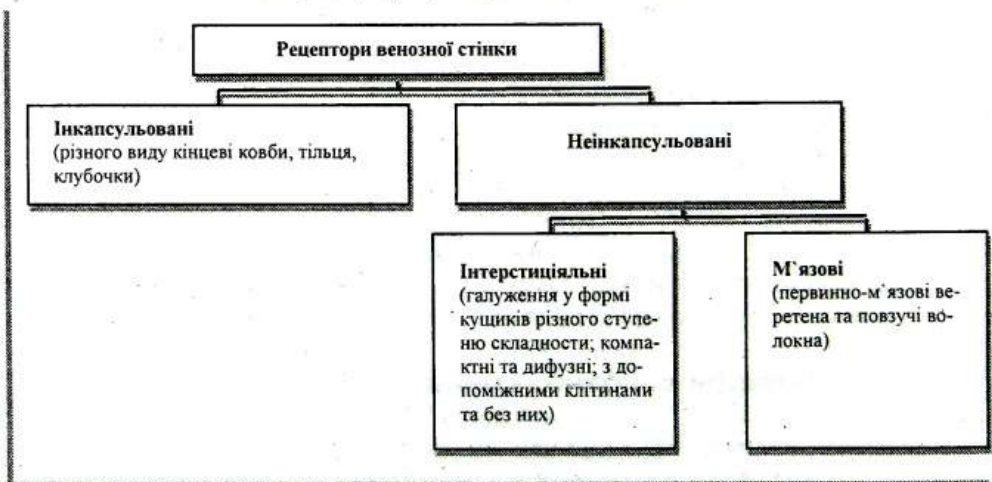 Рецептори венозної стінки
Інкапсульовані
(різного виду кінцеві ковби, тільця,
клубочки)
Неінкапсульовані
Інтерстиціяльні
(галуження у формі
кущиків різного ступе-
ню складности; компа-
ктні та дифузні; з до-
поміжними клітинами
та без них)
М`язові
(первинно-м`язові ве-
ретена та повзучі во-
локна)